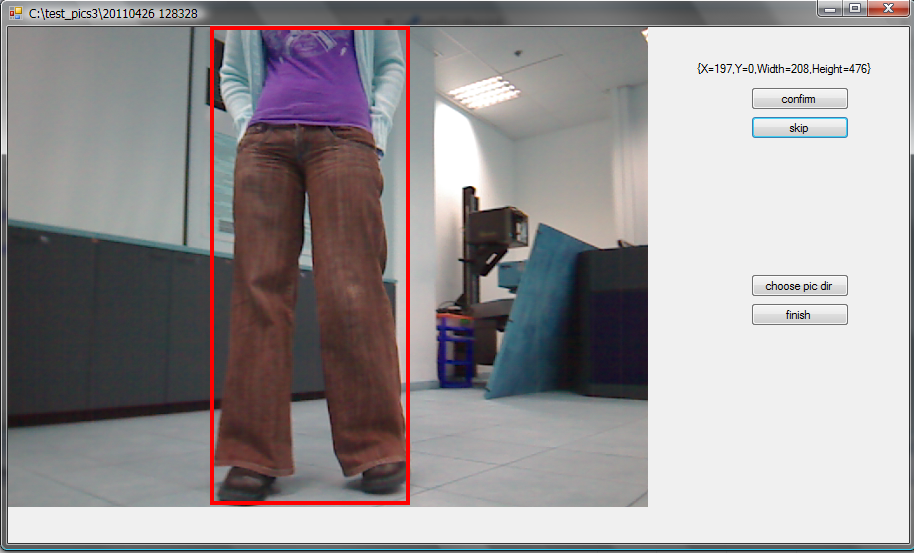 C:\test_pics3\20110426 128328
{X=197,Y=0,Width=208,Height=476}
confirm
skip
choose pic dir
finish